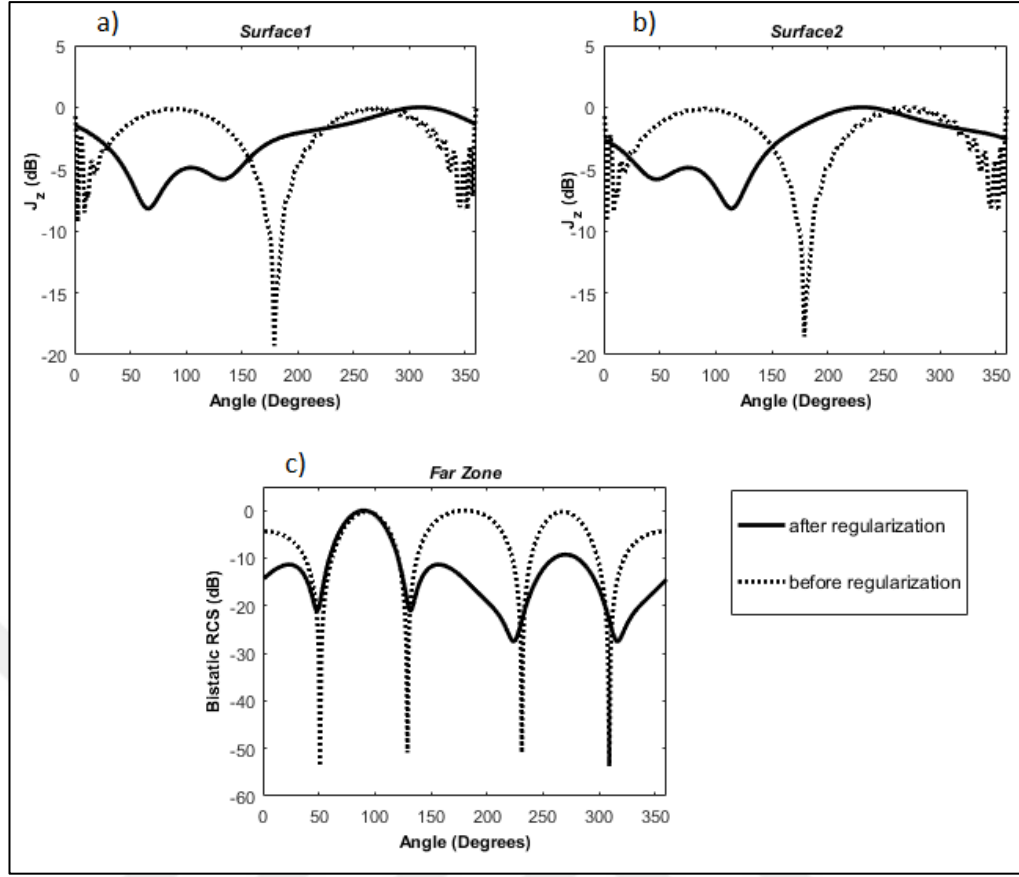 a)
Surface1
5
0
-5
-10
-15
-20
J_z (dB)
0 50 100 150 200 250 300 350
Angle (Degrees)
b)
Surface2
5
0
-5
-10
-15
-20
J_z (dB)
0 50 100 150 200 250 300 350
Angle (Degrees)
c)
Far Zone
0
-10
-20
-30
-40
-50
-60
Bistatic RCS (dB)
0 50 100 150 200 250 300 350
Angle (Degrees)
after regularization
before regularization